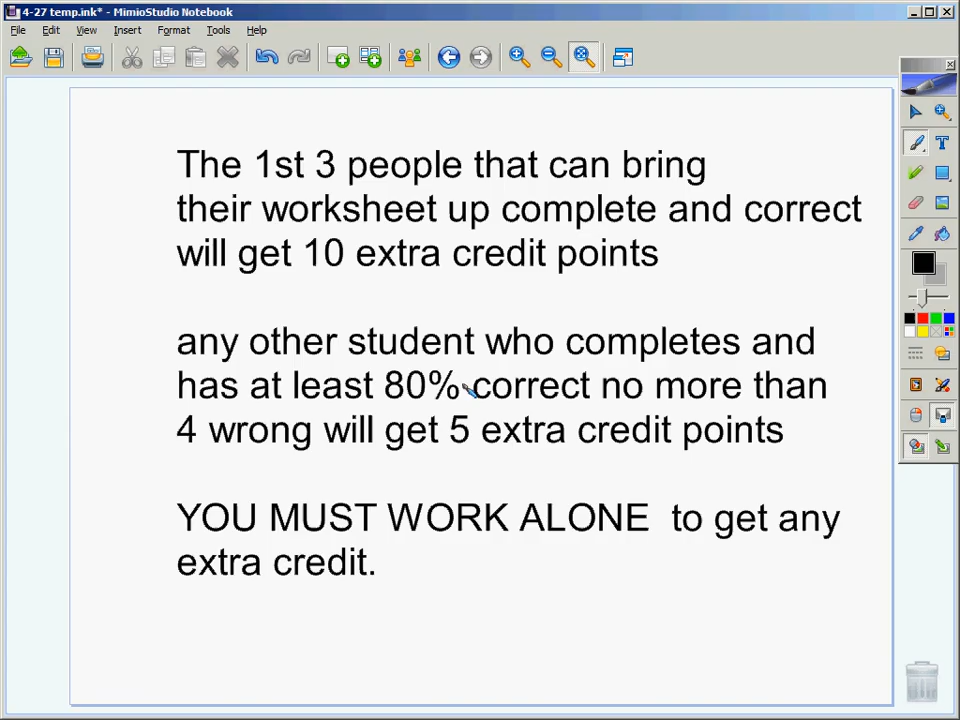 4-27 temp.ink* - MimioStudio Notebook
File Edit View Insert Format Tools Help
The 1st 3 people that can bring
their worksheet up complete and correct
will get 10 extra credit points
any other student who completes and
has at least 80% correct no more than
4 wrong will get 5 extra credit points
YOU MUST WORK ALONE to get any
extra credit.
T